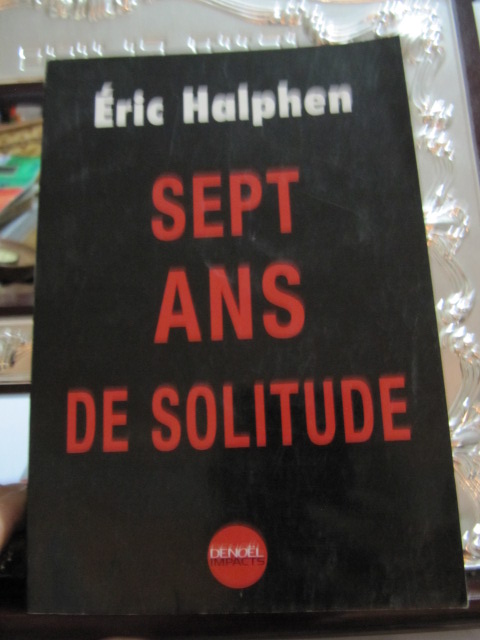 Éric Halphen
SEPT
ANS
DE SOLITUDE
DENOËL
IMPACTS